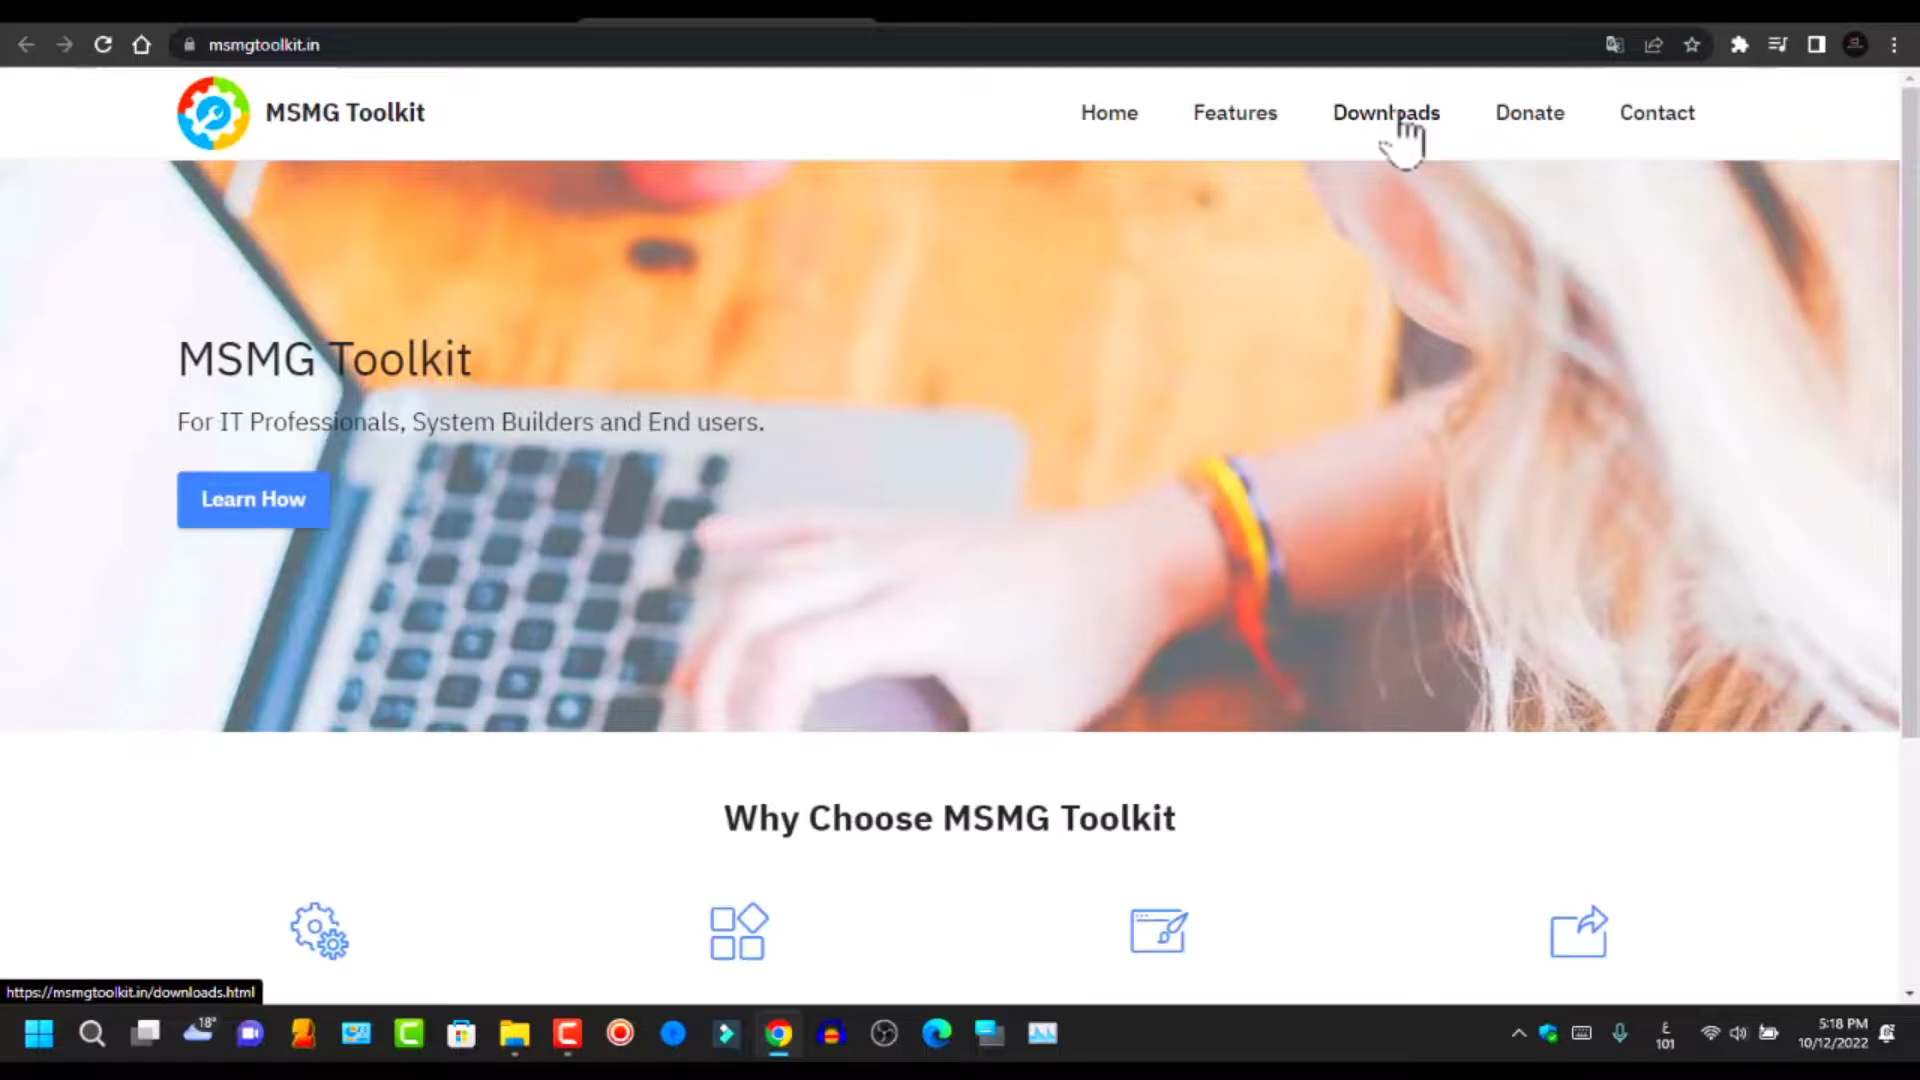 msmgtoolkit.in
MSMG Toolkit
Home
Features
Downloads
Donate
Contact
MSMG Toolkit
For IT Professionals, System Builders and End users.
Learn How
Why Choose MSMG Toolkit
https://msmgtoolkit.in/downloads.html
18°
ع
101
5:18 PM
10/12/2022